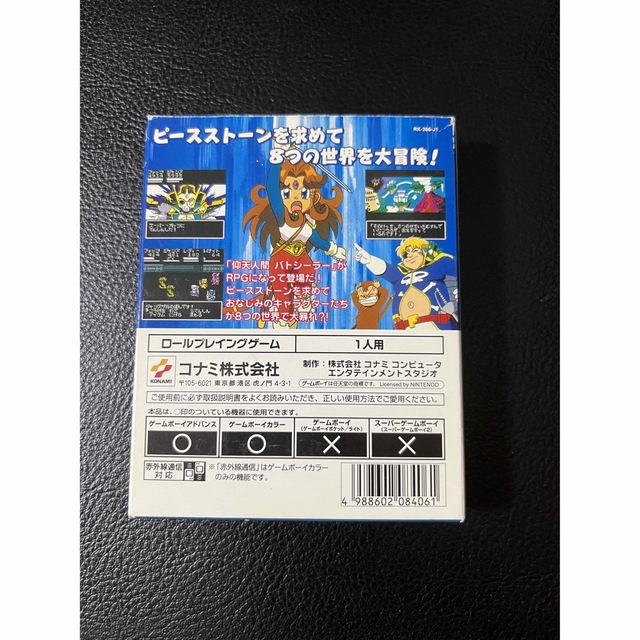 RK-266-J1
ピースストーンを求めて
8つの世界を大冒険!
「仰天人間 バトシーラー」が
RPGになって登場だ!
ピースストーンを求めて
おなじみのキャラクターたち
が8つの世界で大暴れ?!
ロールプレイングゲーム
1人用
KONAMI
コナミ株式会社
〒105-6021 東京都港区虎ノ門4-3-1
制作:株式会社 コナミ コンピュータ
エンタテインメントスタジオ
ゲームボーイは任天堂の商標です。 Licensed by NINTENDO
ご使用前に必ず取扱説明書をよくお読みいただき、正しい使用方法でご愛用ください。
本品は、○印のついている機器に使用できます。
ゲームボーイアドバンス
ゲームボーイカラー
ゲームボーイ
(ゲームボーイポケット/ライト)
スーパーゲームボーイ
(スーパーゲームボーイ2)
赤外線通信
対応
※「赤外線通信」はゲームボーイカラー
のみの機能です。
4 988602 084061